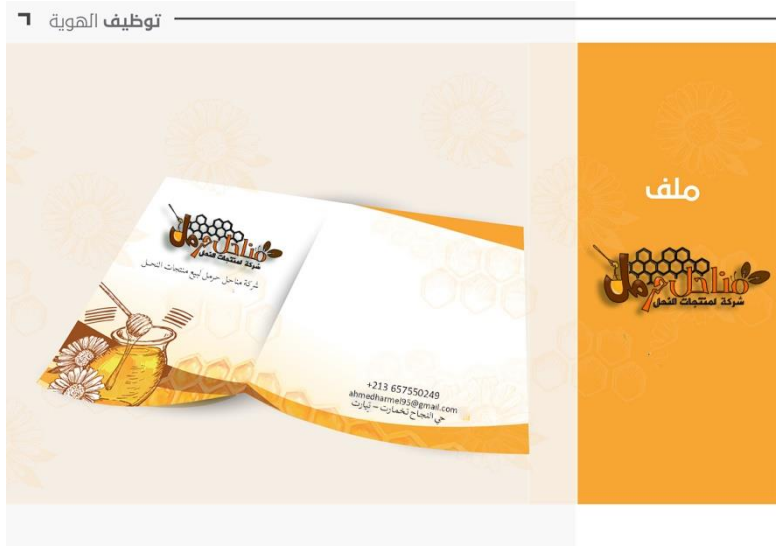 توظيف الهوية ٦
ملف
مناحل حرمل
شركة لمنتجات النحل
مناحل حرمل
شركة لمنتجات النحل
شركة مناحل حرمل لبيع منتجات النحل
+213 657550249
ahmedharmel95@gmail.com
حي النجاح تخمارت – تيارت